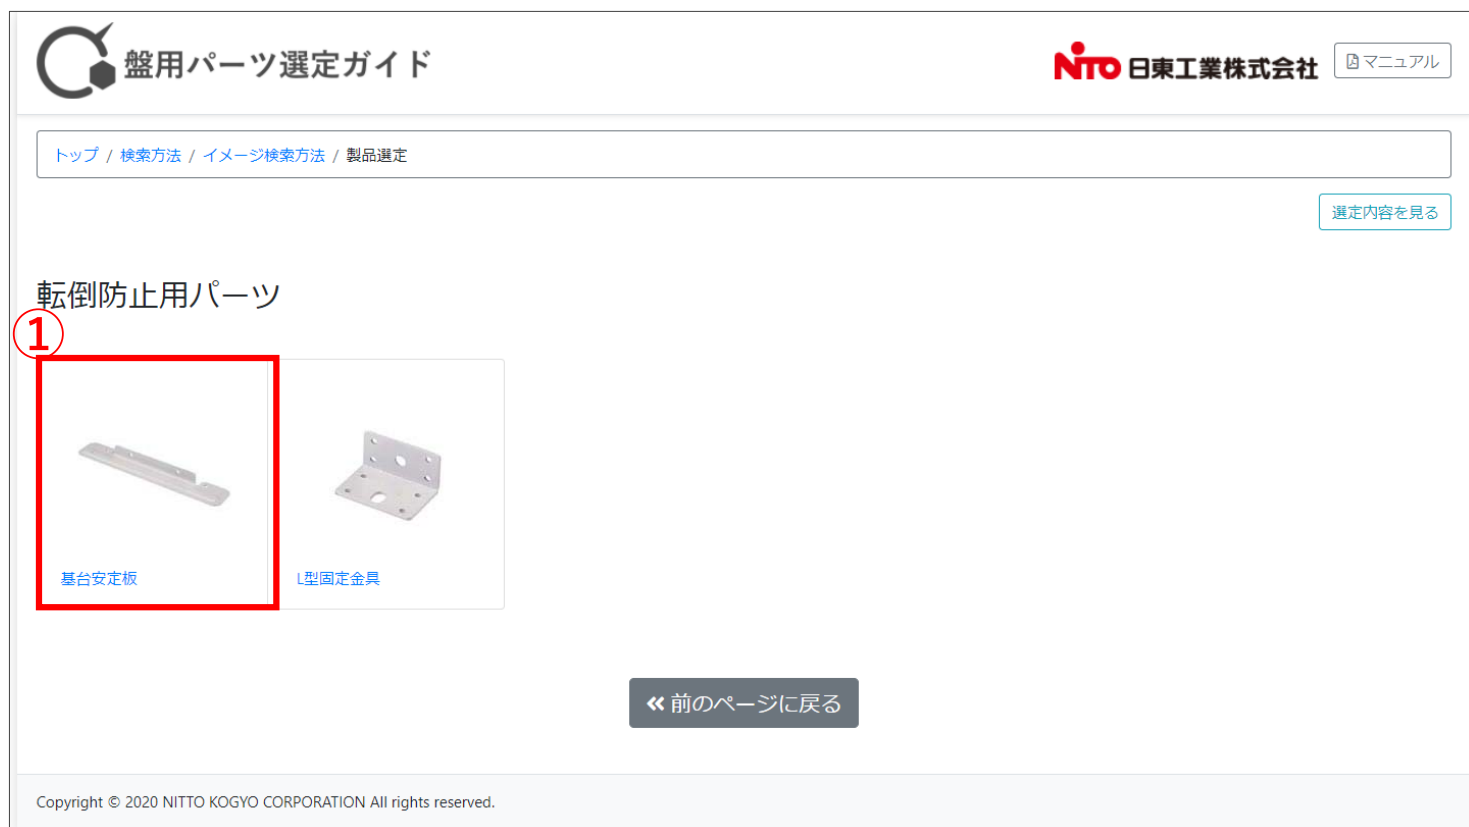 盤用パーツ選定ガイド
NITO 日東工業株式会社
マニュアル
トップ / 検索方法 / イメージ検索方法 / 製品選定
選定内容を見る
転倒防止用パーツ
①
基台安定板
L型固定金具
前のページに戻る
Copyright © 2020 NITTO KOGYO CORPORATION All rights reserved.